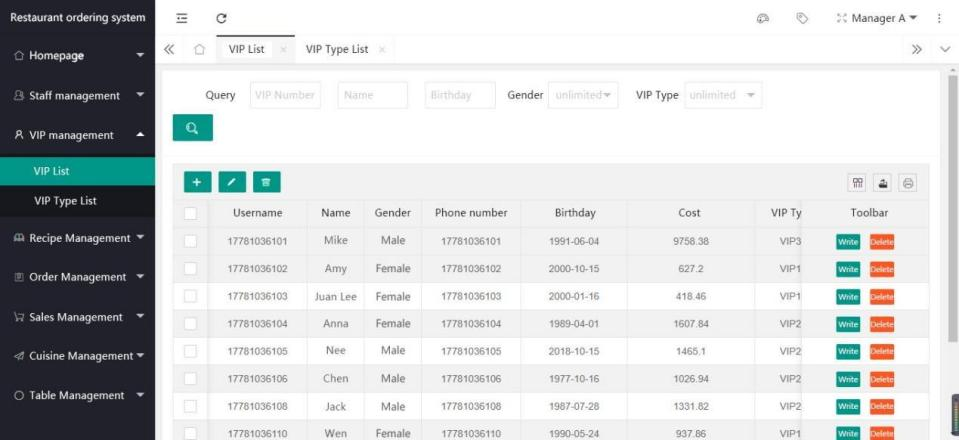 Restaurant ordering system
Manager A
Homepage
VIP List × VIP Type List ×
Staff management
Query VIP Number Name Birthday Gender unlimited VIP Type unlimited
VIP management
VIP List
VIP Type List
Recipe Management
Order Management
Sales Management
Cuisine Management
Table Management
Username Name Gender Phone number Birthday Cost VIP Ty Toolbar
17781036101 Mike Male 17781036101 1991-06-04 9758.38 VIP3 Write Delete
17781036102 Amy Female 17781036102 2000-10-15 627.2 VIP1 Write Delete
17781036103 Juan Lee Female 17781036103 2000-01-16 418.46 VIP1 Write Delete
17781036104 Anna Female 17781036104 1989-04-01 1607.84 VIP2 Write Delete
17781036105 Nee Male 17781036105 2018-10-15 1465.1 VIP2 Write Delete
17781036106 Chen Male 17781036106 1977-10-16 1026.94 VIP2 Write Delete
17781036108 Jack Male 17781036108 1987-07-28 1331.82 VIP2 Write Delete
17781036110 Wen Female 17781036110 1990-05-24 937.86 VIP1 Write Delete